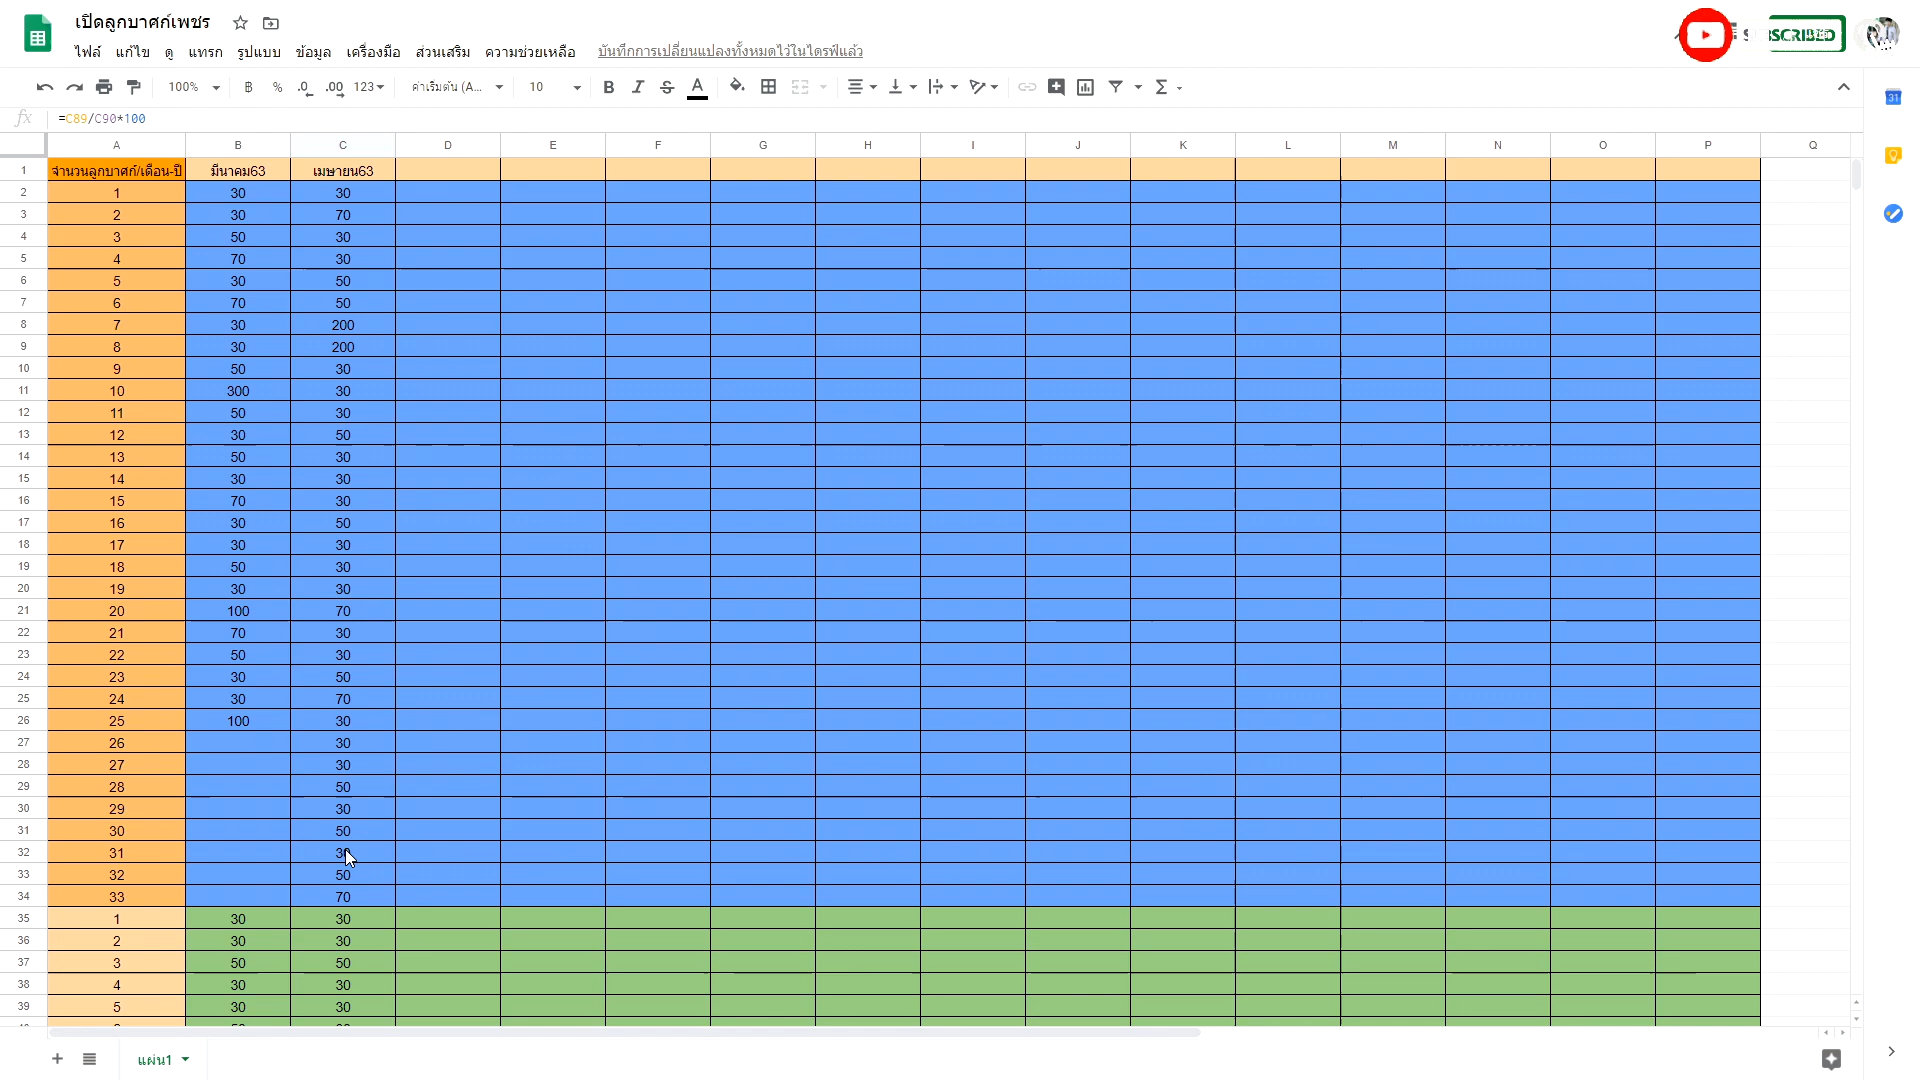 เปิดลูกบาศก์เพชร
ไฟล์ แก้ไข ดู แทรก รูปแบบ ข้อมูล เครื่องมือ ส่วนเสริม ความช่วยเหลือ บันทึกการเปลี่ยนแปลงทั้งหมดไว้ในไดรฟ์แล้ว
SCRIBED
100% ฿ % .0 .00 123 ค่าเริ่มต้น (A... 10 B I S A Σ
fx =C89/C90*100
A B C D E F G H I J K L M N O P Q
1 จำนวนลูกบาศก์/เดือน-ปี มีนาคม63 เมษายน63
2 1 30 30
3 2 30 70
4 3 50 30
5 4 70 30
6 5 30 50
7 6 70 50
8 7 30 200
9 8 30 200
10 9 50 30
11 10 300 30
12 11 50 30
13 12 30 50
14 13 50 30
15 14 30 30
16 15 70 30
17 16 30 50
18 17 30 30
19 18 50 30
20 19 30 30
21 20 100 70
22 21 70 30
23 22 50 30
24 23 30 50
25 24 30 70
26 25 100 30
27 26 30
28 27 30
29 28 50
30 29 30
31 30 50
32 31 30
33 32 50
34 33 70
35 1 30 30
36 2 30 30
37 3 50 50
38 4 30 30
39 5 30 30
แผ่น1
31